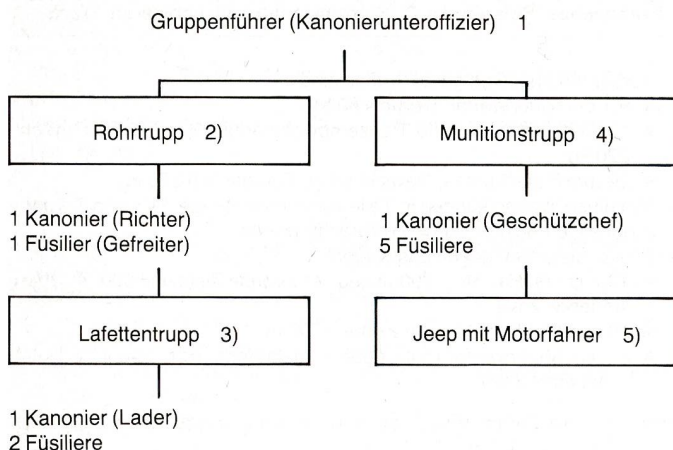 Gruppenführer (Kanonierunteroffizier) 1
Rohrtrupp 2)
Munitionstrupp 4)
1 Kanonier (Richter)
1 Füsilier (Gefreiter)
1 Kanonier (Geschützchef)
5 Füsiliere
Lafettentrupp 3)
Jeep mit Motorfahrer 5)
1 Kanonier (Lader)
2 Füsiliere